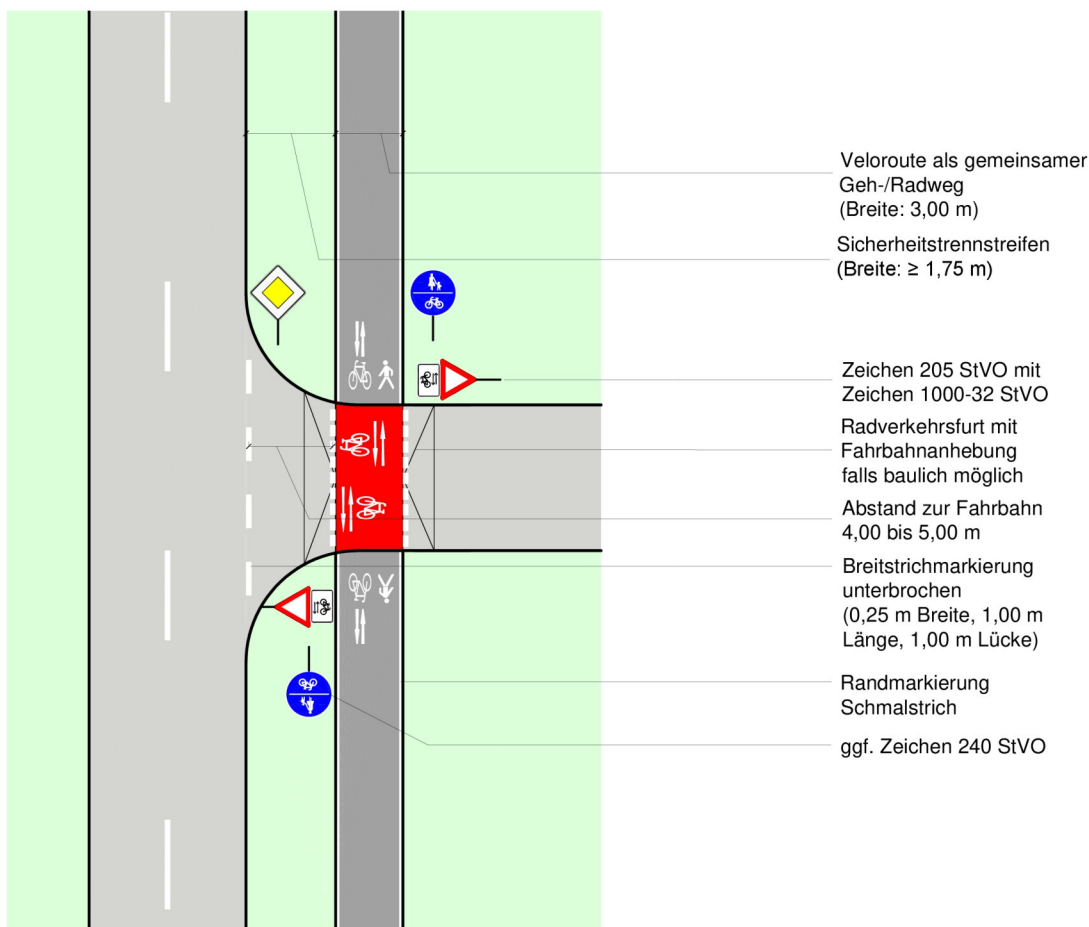 Veloroute als gemeinsamer
Geh-/Radweg
(Breite: 3,00 m)
Sicherheitstrennstreifen
(Breite: ≥ 1,75 m)
Zeichen 205 StVO mit
Zeichen 1000-32 StVO
Radverkehrsfurt mit
Fahrbahnanhebung
falls baulich möglich
Abstand zur Fahrbahn
4,00 bis 5,00 m
Breitstrichmarkierung
unterbrochen
(0,25 m Breite, 1,00 m
Länge, 1,00 m Lücke)
Randmarkierung
Schmalstrich
ggf. Zeichen 240 StVO